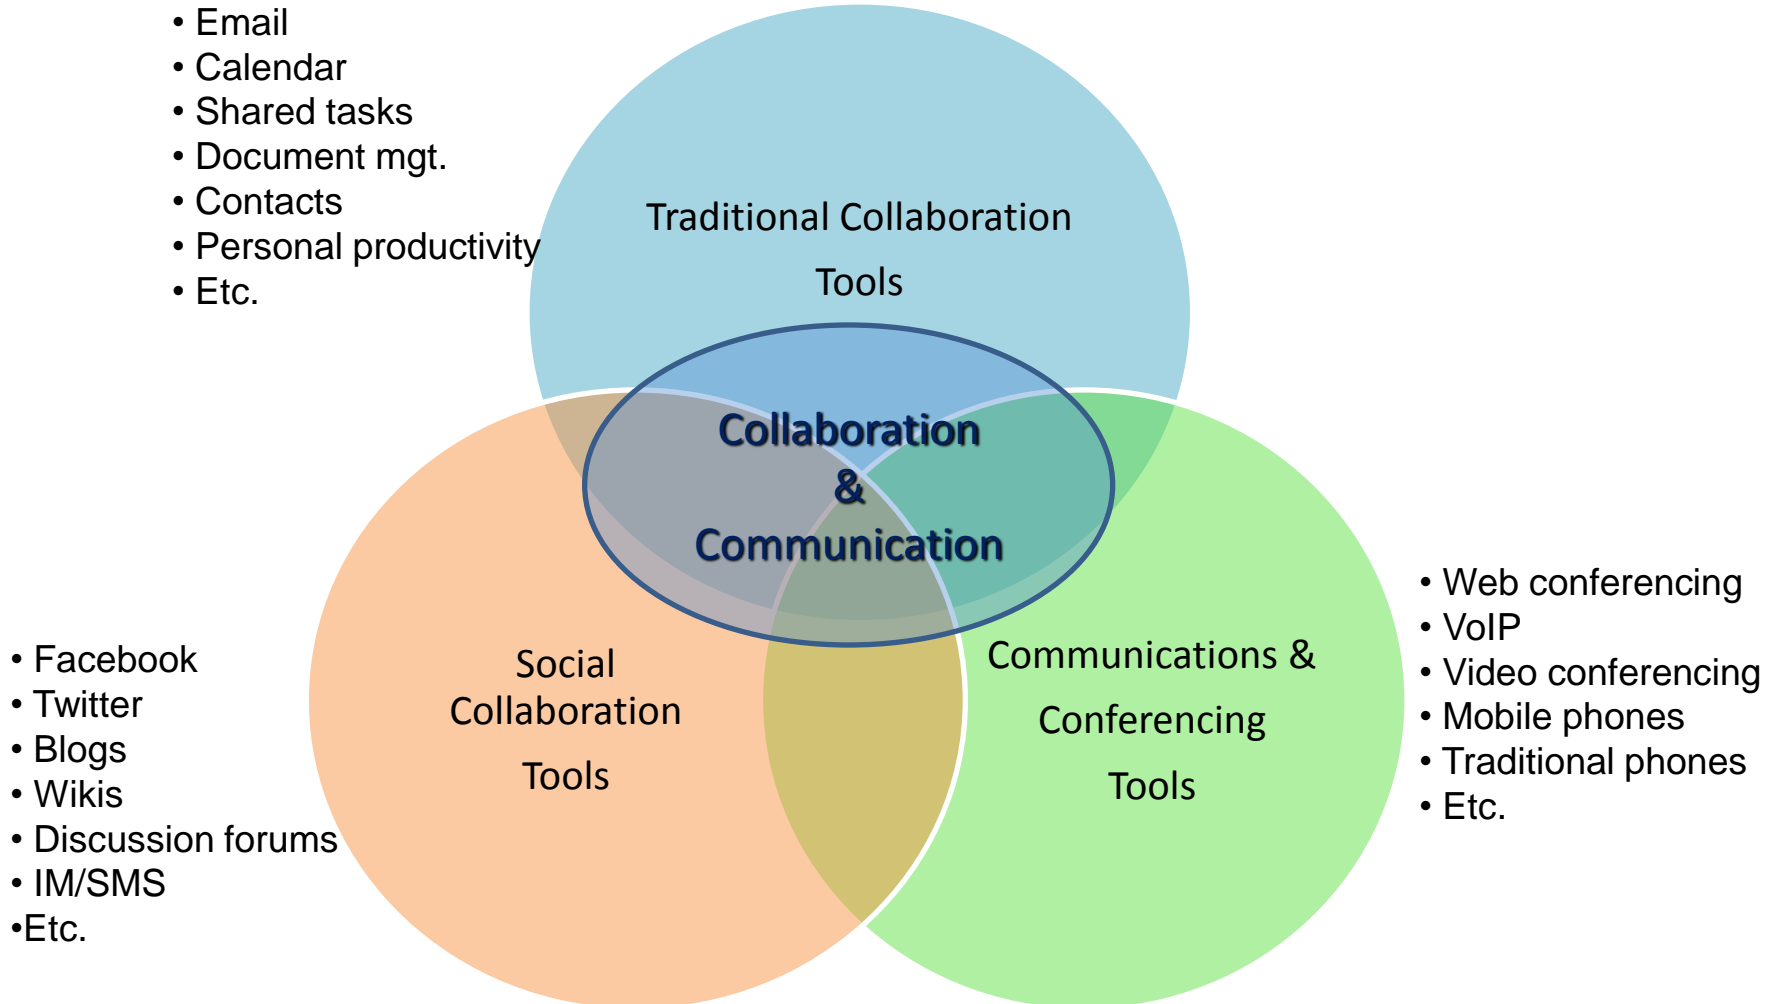 • Email
• Calendar
• Shared tasks
• Document mgt.
• Contacts
• Personal productivity
• Etc.
Traditional Collaboration
Tools
Collaboration
&
Communication
Social
Collaboration
Tools
Communications &
Conferencing
Tools
• Facebook
• Twitter
• Blogs
• Wikis
• Discussion forums
• IM/SMS
•Etc.
• Web conferencing
• VoIP
• Video conferencing
• Mobile phones
• Traditional phones
• Etc.